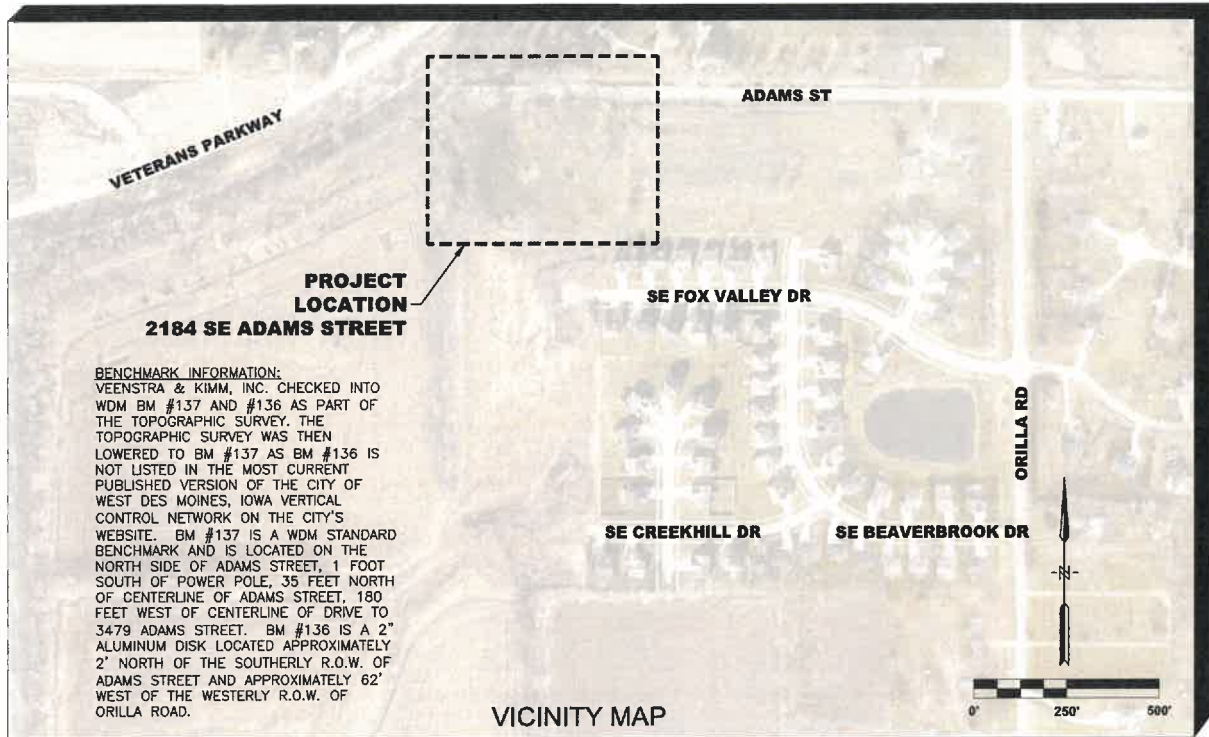 ADAMS ST
VETERANS PARKWAY
PROJECT
LOCATION
2184 SE ADAMS STREET
SE FOX VALLEY DR
BENCHMARK INFORMATION:
VEENSTRA & KIMM, INC. CHECKED INTO
WDM BM #137 AND #136 AS PART OF
THE TOPOGRAPHIC SURVEY. THE
TOPOGRAPHIC SURVEY WAS THEN
LOWERED TO BM #137 AS BM #136 IS
NOT LISTED IN THE MOST CURRENT
PUBLISHED VERSION OF THE CITY OF
WEST DES MOINES, IOWA VERTICAL
CONTROL NETWORK ON THE CITY'S
WEBSITE. BM #137 IS A WDM STANDARD
BENCHMARK AND IS LOCATED ON THE
NORTH SIDE OF ADAMS STREET, 1 FOOT
SOUTH OF POWER POLE, 35 FEET NORTH
OF CENTERLINE OF ADAMS STREET, 180
FEET WEST OF CENTERLINE OF DRIVE TO
3479 ADAMS STREET. BM #136 IS A 2"
ALUMINUM DISK LOCATED APPROXIMATELY
2' NORTH OF THE SOUTHERLY R.O.W. OF
ADAMS STREET AND APPROXIMATELY 62'
WEST OF THE WESTERLY R.O.W. OF
ORILLA ROAD.
ORILLA RD
SE CREEKHILL DR
SE BEAVERBROOK DR
N
0' 250' 500'
VICINITY MAP